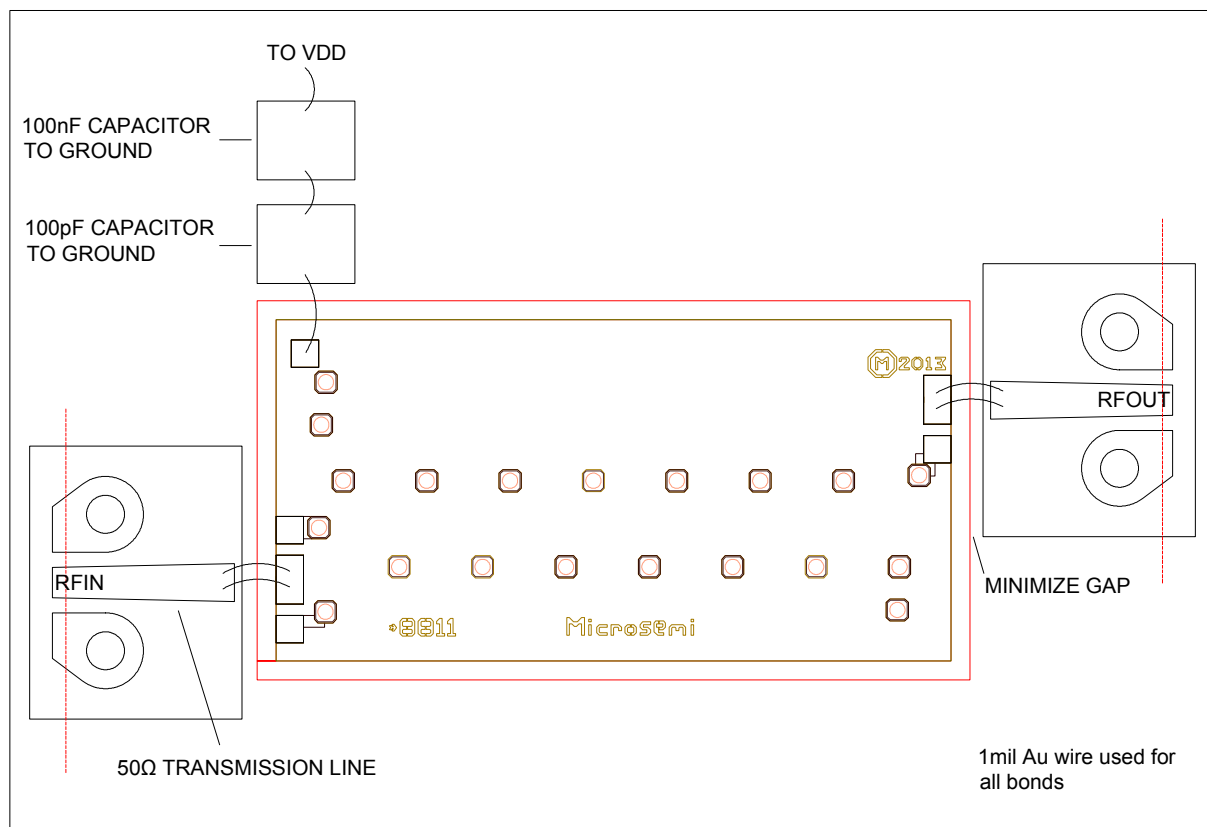 TO VDD
100nF CAPACITOR
TO GROUND
100pF CAPACITOR
TO GROUND
M 2013
RFOUT
RFIN
MINIMIZE GAP
8811
Microsemi
50Ω TRANSMISSION LINE
1mil Au wire used for
all bonds